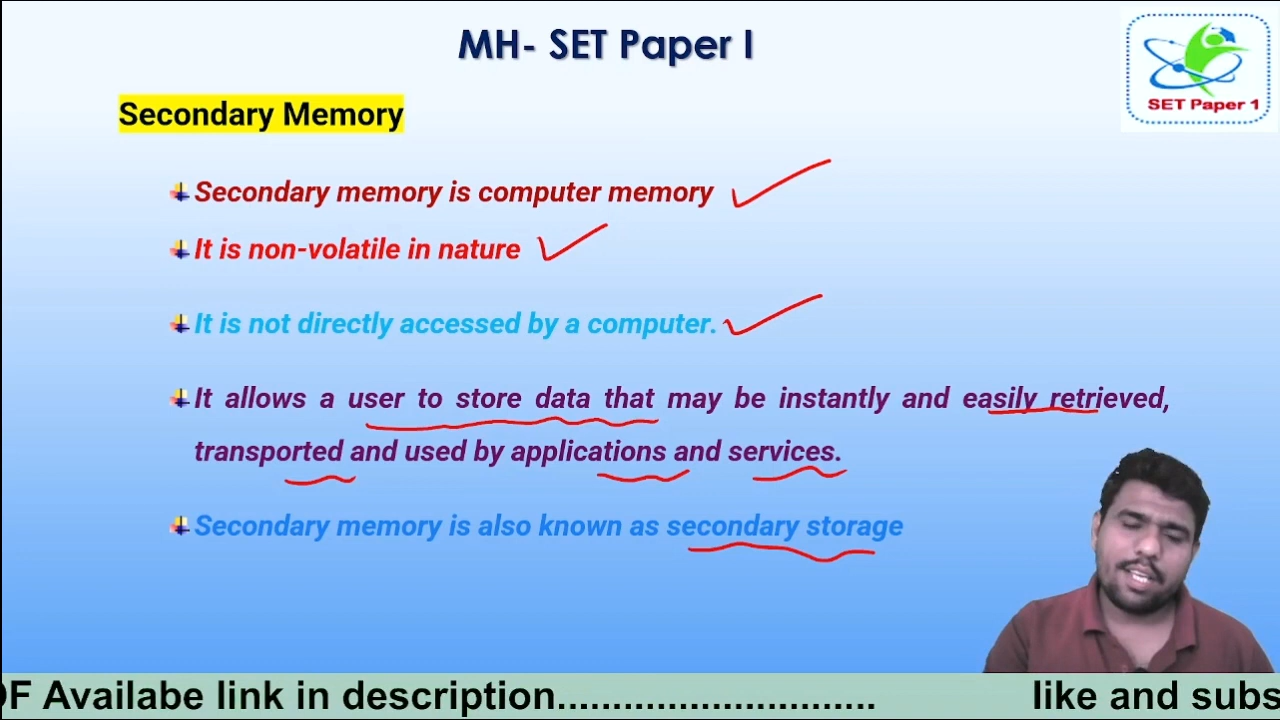 MH- SET Paper I
SET Paper 1
Secondary Memory
Secondary memory is computer memory
It is non-volatile in nature
It is not directly accessed by a computer.
It allows a user to store data that may be instantly and easily retrieved,
transported and used by applications and services.
Secondary memory is also known as secondary storage
DF Availabe link in description............................. like and subs